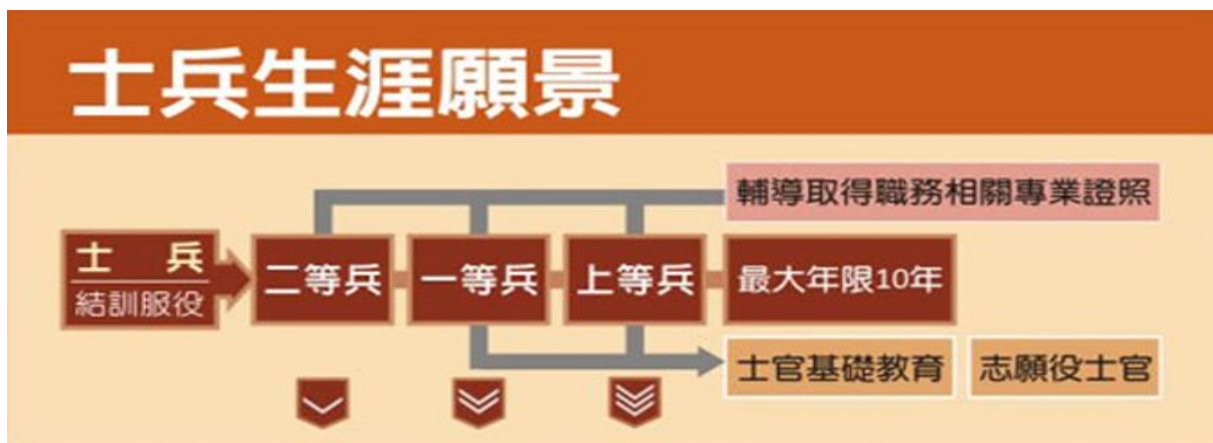 士兵生涯願景
輔導取得職務相關專業證照
士 兵
結訓服役
二等兵
一等兵
上等兵
最大年限10年
士官基礎教育
志願役士官